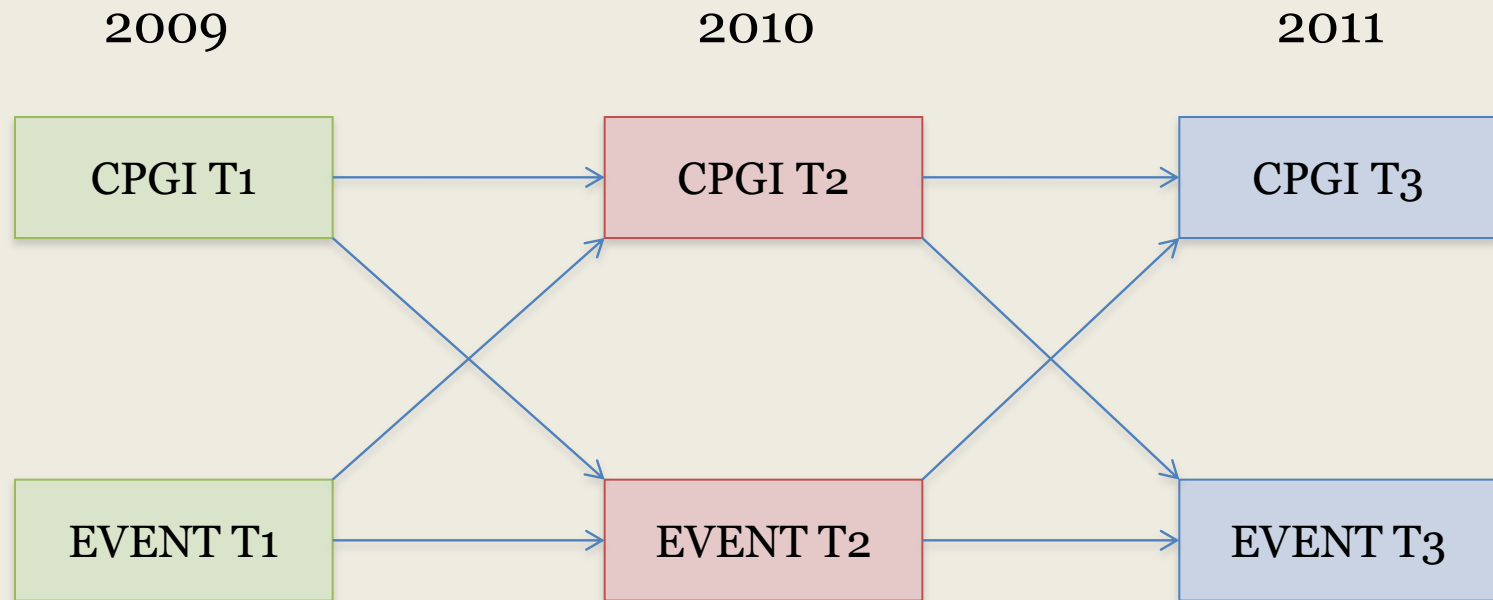 2009 2010 2011
CPGI T1 CPGI T2 CPGI T3
EVENT T1 EVENT T2 EVENT T3